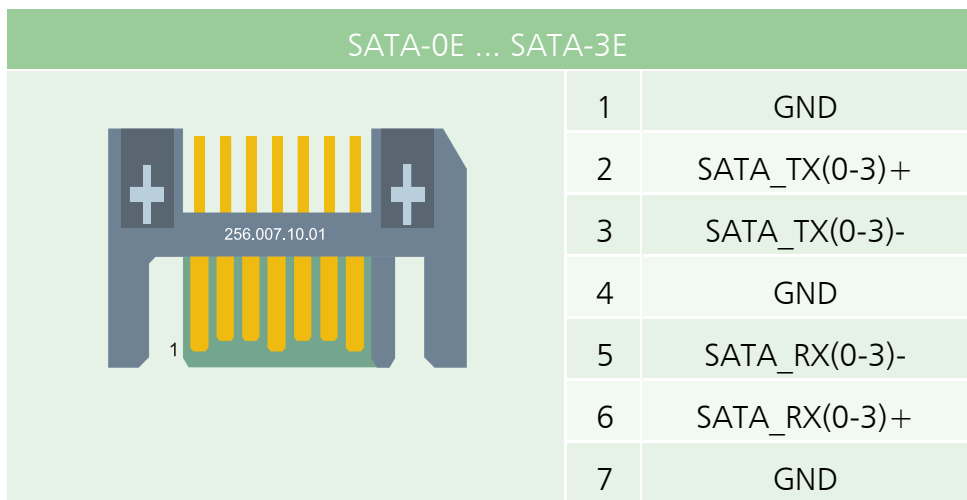 SATA-0E ... SATA-3E
256.007.10.01
1
1 GND
2 SATA_TX(0-3)+
3 SATA_TX(0-3)-
4 GND
5 SATA_RX(0-3)-
6 SATA_RX(0-3)+
7 GND